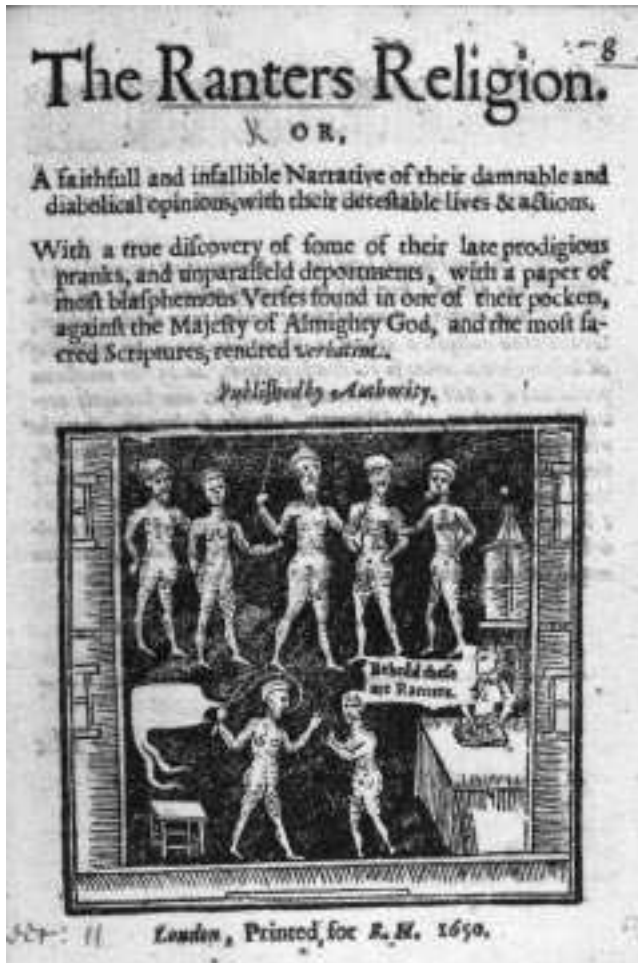 8
The Ranters Religion.
OR,
A faithfull and infallible Narrative of their damnable and
diabolical opinions, with their detestable lives & actions.
With a true diſcovery of ſome of their late prodigious
pranks, and unparalleld deportments, with a paper of
moſt blaſphemous Verſes found in one of their pockets,
againſt the Majeſty of Almighty God, and the moſt ſa-
cred Scriptures, rendred verbatim.
Publiſhed by Authority.
Behold theſe
are Ranters.
11
London, Printed, for R. H. 1650.